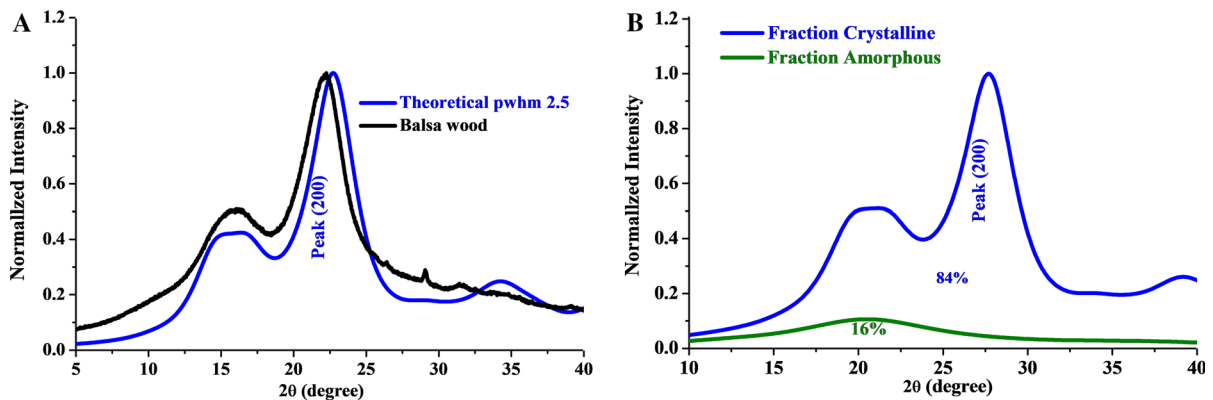 A
1.2
1.0
0.8
0.6
0.4
0.2
0.0
Normalized Intensity
Theoretical pwhm 2.5
Balsa wood
Peak (200)
5 10 15 20 25 30 35 40
2θ (degree)
B
1.2
1.0
0.8
0.6
0.4
0.2
0.0
Normalized Intensity
Fraction Crystalline
Fraction Amorphous
Peak (200)
84%
16%
10 15 20 25 30 35 40
2θ (degree)